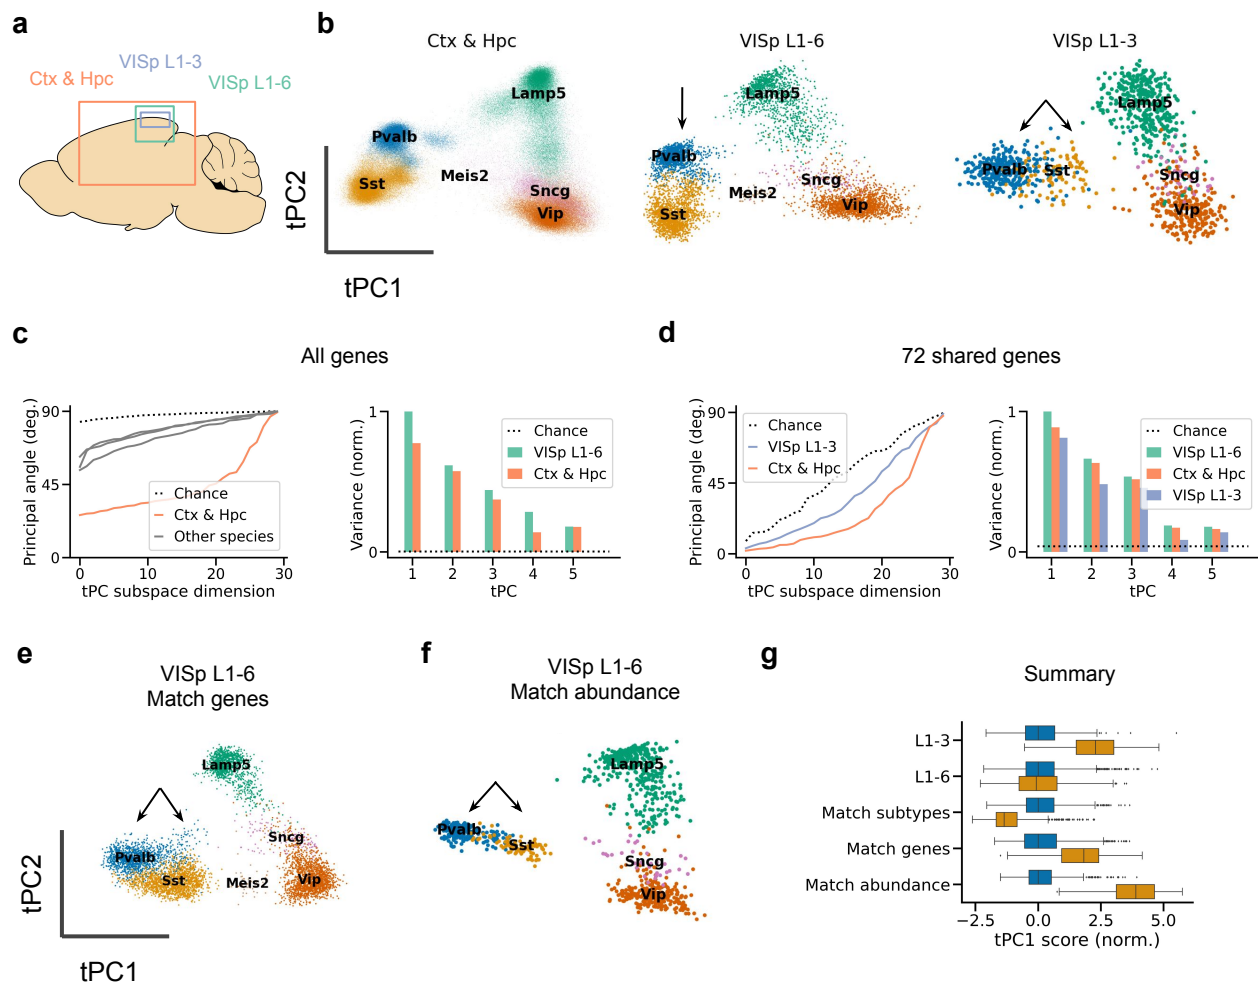 a
VISp L1-3
Ctx & Hpc
VISp L1-6
b
Ctx & Hpc
VISp L1-6
VISp L1-3
Lamp5
Pvalb
Sst
Meis2
Sncg
Vip
tPC2
tPC1
Lamp5
Pvalb
Meis2
Sncg
Sst
Vip
Lamp5
Pvalb
Sst
Sncg
Vip
c
All genes
Principal angle (deg.)
90
45
0
Chance
Ctx & Hpc
Other species
0
10
20
30
tPC subspace dimension
Variance (norm.)
1
0
Chance
VISp L1-6
Ctx & Hpc
1
2
3
4
5
tPC
d
72 shared genes
Principal angle (deg.)
90
45
0
Chance
VISp L1-3
Ctx & Hpc
0
10
20
30
tPC subspace dimension
Variance (norm.)
1
0
Chance
VISp L1-6
Ctx & Hpc
VISp L1-3
1
2
3
4
5
tPC
e
VISp L1-6
Match genes
Lamp5
Sncg
Pvalb
Sst
Meis2
Vip
tPC2
tPC1
f
VISp L1-6
Match abundance
Lamp5
Pvalb
Sst
Sncg
Vip
g
Summary
L1-3
L1-6
Match subtypes
Match genes
Match abundance
−2.5
0.0
2.5
5.0
tPC1 score (norm.)